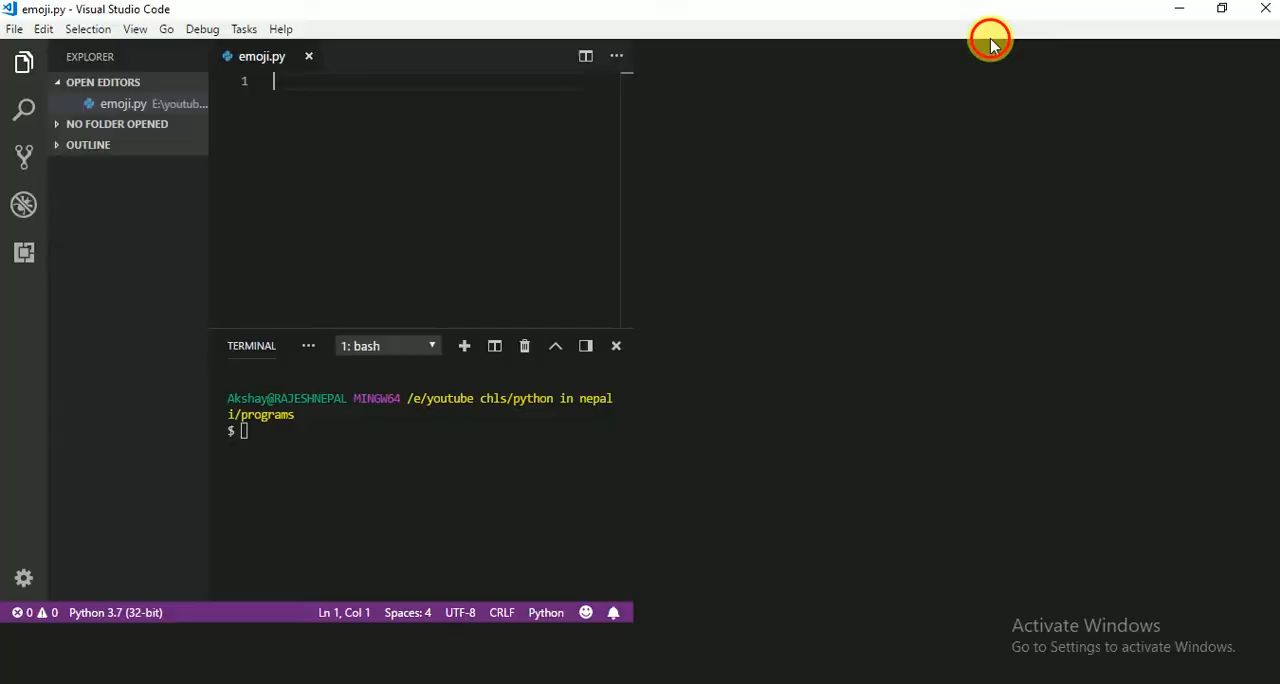 emoji.py - Visual Studio Code
File Edit Selection View Go Debug Tasks Help
EXPLORER
OPEN EDITORS
emoji.py E:\youtub...
NO FOLDER OPENED
OUTLINE
emoji.py
1
TERMINAL
1: bash
Akshay@RAJESHNEPAL MINGW64 /e/youtube chls/python in nepal
i/programs
$
0 0 Python 3.7 (32-bit)
Ln 1, Col 1 Spaces: 4 UTF-8 CRLF Python
Activate Windows
Go to Settings to activate Windows.